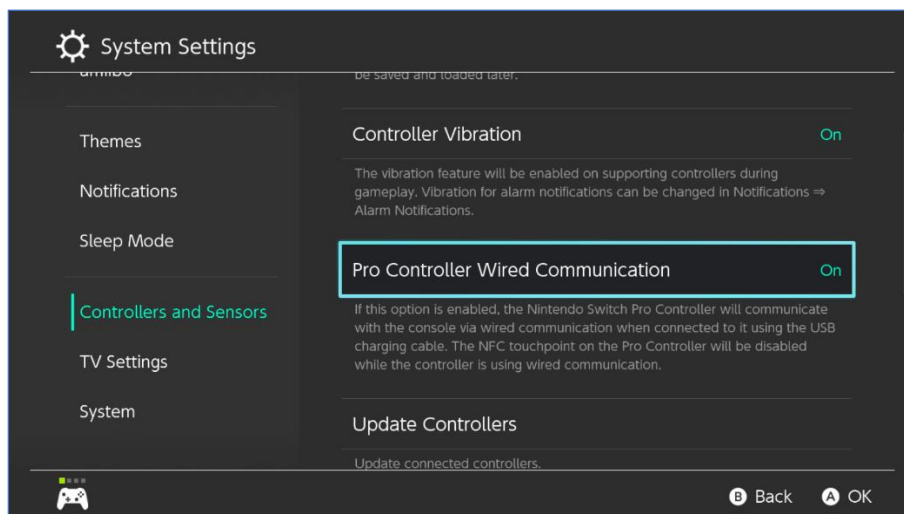 System Settings
amiibo
Themes
Notifications
Sleep Mode
Controllers and Sensors
TV Settings
System
be saved and loaded later.
Controller Vibration On
The vibration feature will be enabled on supporting controllers during
gameplay. Vibration for alarm notifications can be changed in Notifications ⇒
Alarm Notifications.
Pro Controller Wired Communication On
If this option is enabled, the Nintendo Switch Pro Controller will communicate
with the console via wired communication when connected to it using the USB
charging cable. The NFC touchpoint on the Pro Controller will be disabled
while the controller is using wired communication.
Update Controllers
Update connected controllers.
B Back A OK